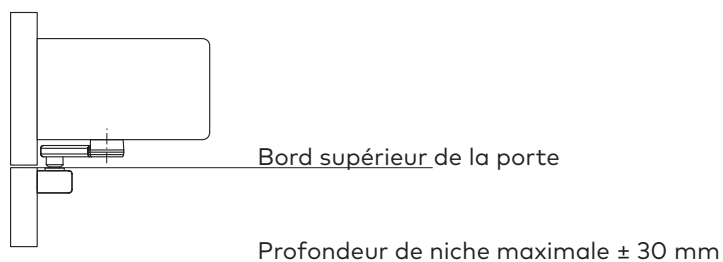 Bord supérieur de la porte
Profondeur de niche maximale ± 30 mm